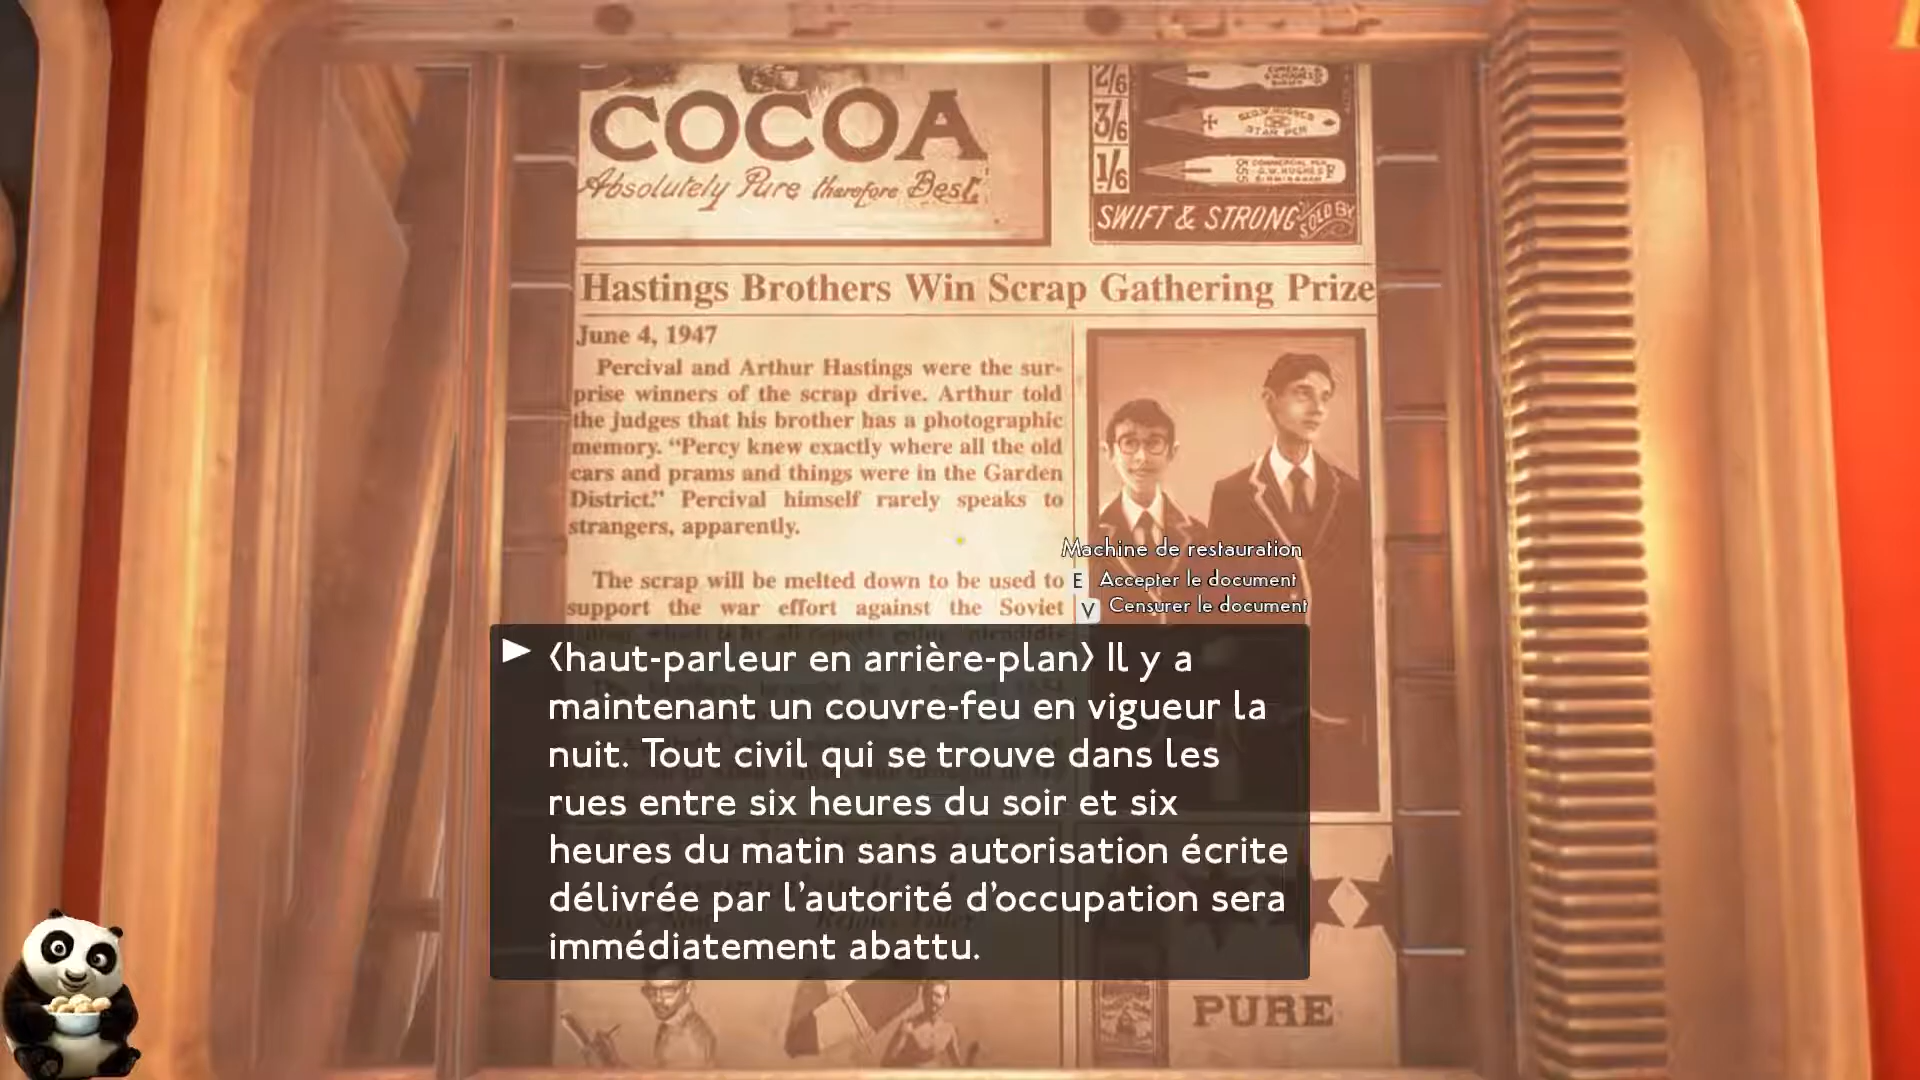 COCOA
Absolutely Pure therefore Best.
2/6
3/6
1/6
STAR PEN
SWIFT & STRONG SOLD BY
Hastings Brothers Win Scrap Gathering Prize
June 4, 1947
Percival and Arthur Hastings were the sur-
prise winners of the scrap drive. Arthur told
the judges that his brother has a photographic
memory. “Percy knew exactly where all the old
cars and prams and things were in the Garden
District.” Percival himself rarely speaks to
strangers, apparently.
The scrap will be melted down to be used to
support the war effort against the Soviet
Machine de restauration
E Accepter le document
V Censurer le document
<haut-parleur en arrière-plan> Il y a
maintenant un couvre-feu en vigueur la
nuit. Tout civil qui se trouve dans les
rues entre six heures du soir et six
heures du matin sans autorisation écrite
délivrée par l’autorité d’occupation sera
immédiatement abattu.
PURE